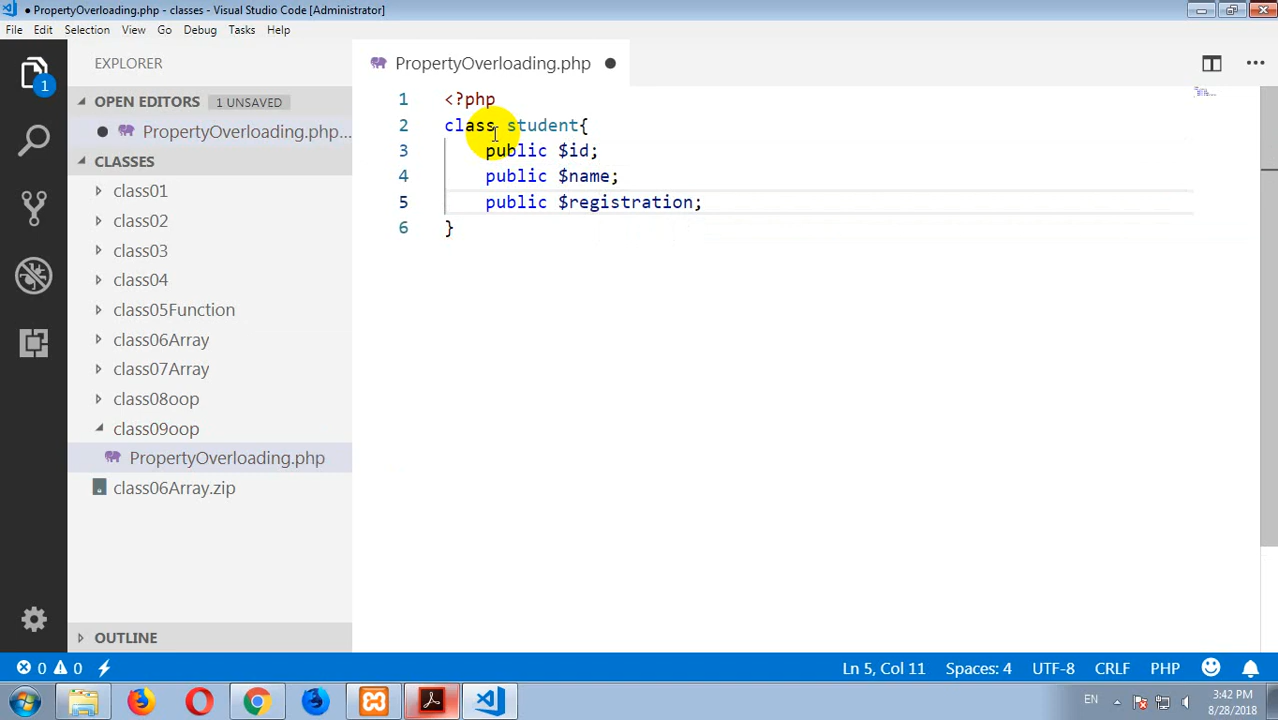 ● PropertyOverloading.php - classes - Visual Studio Code [Administrator]
File Edit Selection View Go Debug Tasks Help
EXPLORER
OPEN EDITORS 1 UNSAVED
● PropertyOverloading.php...
CLASSES
class01
class02
class03
class04
class05Function
class06Array
class07Array
class08oop
class09oop
PropertyOverloading.php
class06Array.zip
OUTLINE
1
PropertyOverloading.php ●
1 <?php
2 class student{
3 public $id;
4 public $name;
5 public $registration;
6 }
0 0 Ln 5, Col 11 Spaces: 4 UTF-8 CRLF PHP
EN
3:42 PM
8/28/2018